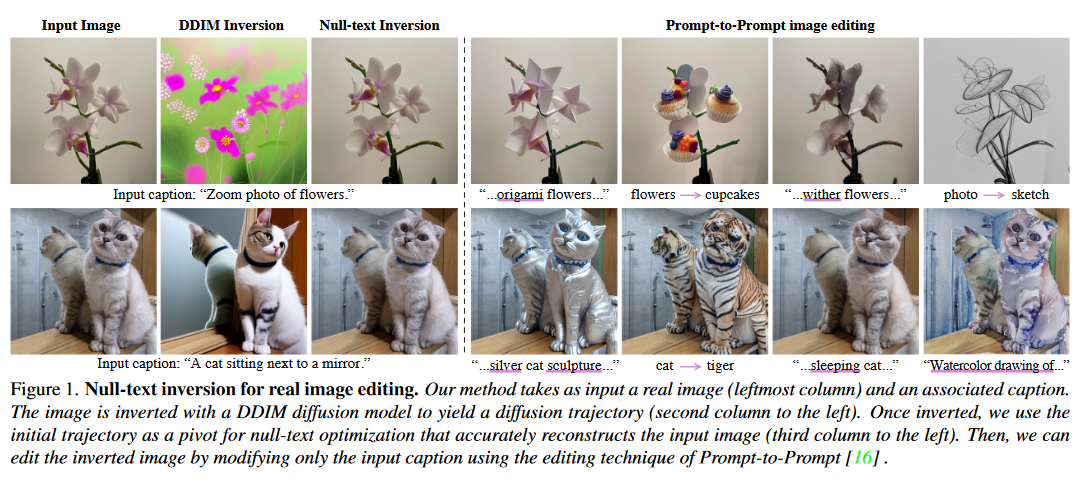 Input Image DDIM Inversion Null-text Inversion Prompt-to-Prompt image editing
Input caption: “Zoom photo of flowers.” “...origami flowers...” flowers → cupcakes “...wither flowers...” photo → sketch
Input caption: “A cat sitting next to a mirror.” “...silver cat sculpture...” cat → tiger “...sleeping cat...” “Watercolor drawing of...”
Figure 1. Null-text inversion for real image editing. Our method takes as input a real image (leftmost column) and an associated caption.
The image is inverted with a DDIM diffusion model to yield a diffusion trajectory (second column to the left). Once inverted, we use the
initial trajectory as a pivot for null-text optimization that accurately reconstructs the input image (third column to the left). Then, we can
edit the inverted image by modifying only the input caption using the editing technique of Prompt-to-Prompt [16] .